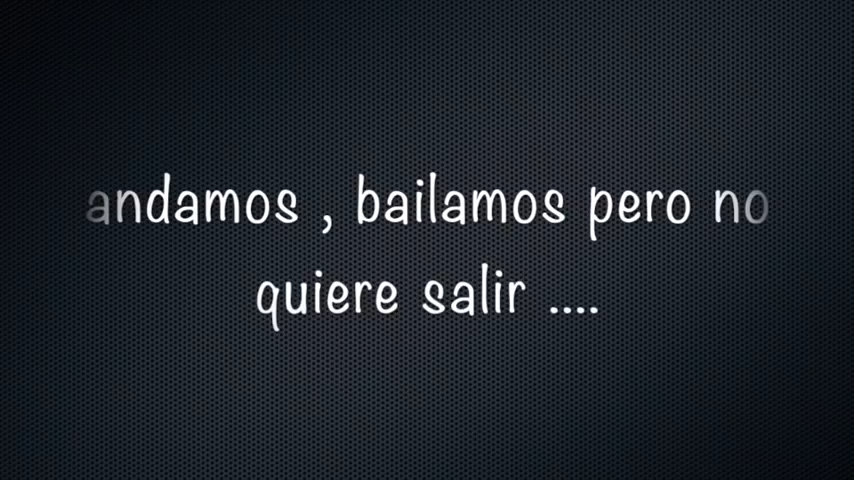 andamos , bailamos pero no
quiere salir ....